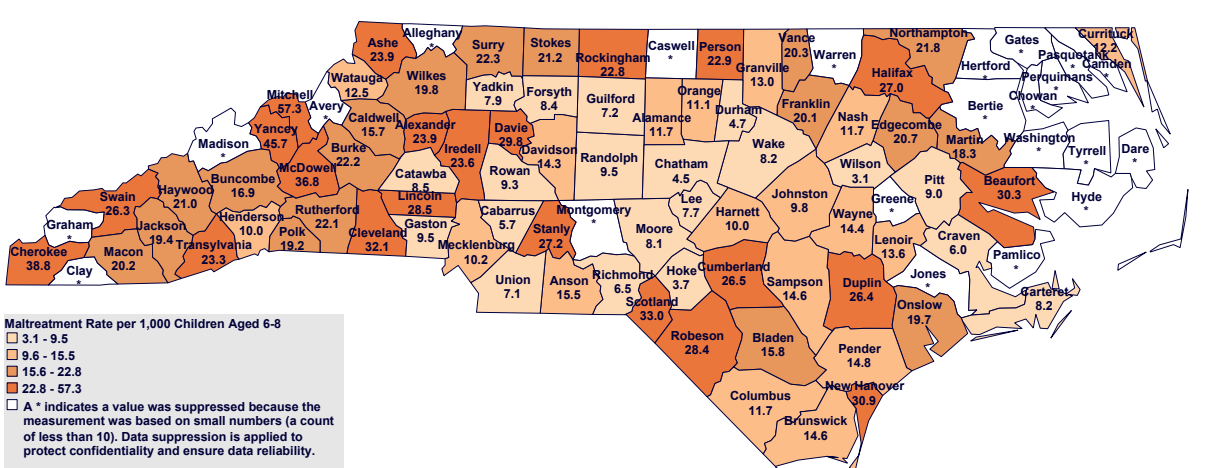 Alleghany
*
Ashe
23.9
Surry
22.3
Stokes
21.2
Rockingham
22.8
Caswell
*
Person
22.9
Granville
13.0
Vance
20.3
Warren
*
Northampton
21.8
Gates
*
Currituck
12.2
Pasquotank
*
Camden
*
Hertford
*
Perquimans
*
Chowan
*
Bertie
*
Halifax
27.0
Watauga
12.5
Wilkes
19.8
Yadkin
7.9
Forsyth
8.4
Guilford
7.2
Alamance
11.7
Orange
11.1
Durham
4.7
Franklin
20.1
Nash
11.7
Edgecombe
20.7
Martin
18.3
Washington
*
Tyrrell
*
Dare
*
Mitchell
57.3
Avery
*
Caldwell
15.7
Alexander
23.9
Iredell
23.6
Davie
29.8
Davidson
14.3
Randolph
9.5
Chatham
4.5
Wake
8.2
Wilson
3.1
Pitt
9.0
Beaufort
30.3
Hyde
*
Madison
*
Yancey
45.7
Burke
22.2
McDowell
36.8
Catawba
8.5
Rowan
9.3
Buncombe
16.9
Haywood
21.0
Swain
26.3
Graham
*
Cherokee
38.8
Clay
*
Macon
20.2
Jackson
19.4
Transylvania
23.3
Henderson
10.0
Polk
19.2
Rutherford
22.1
Cleveland
32.1
Lincoln
28.5
Gaston
9.5
Mecklenburg
10.2
Cabarrus
5.7
Stanly
27.2
Montgomery
*
Moore
8.1
Lee
7.7
Harnett
10.0
Johnston
9.8
Wayne
14.4
Greene
*
Lenoir
13.6
Craven
6.0
Pamlico
*
Jones
*
Carteret
8.2
Onslow
19.7
Duplin
26.4
Sampson
14.6
Cumberland
26.5
Hoke
3.7
Richmond
6.5
Scotland
33.0
Anson
15.5
Union
7.1
Robeson
28.4
Bladen
15.8
Pender
14.8
New Hanover
30.9
Columbus
11.7
Brunswick
14.6
Maltreatment Rate per 1,000 Children Aged 6-8
3.1 - 9.5
9.6 - 15.5
15.6 - 22.8
22.8 - 57.3
A * indicates a value was suppressed because the
measurement was based on small numbers (a count
of less than 10). Data suppression is applied to
protect confidentiality and ensure data reliability.